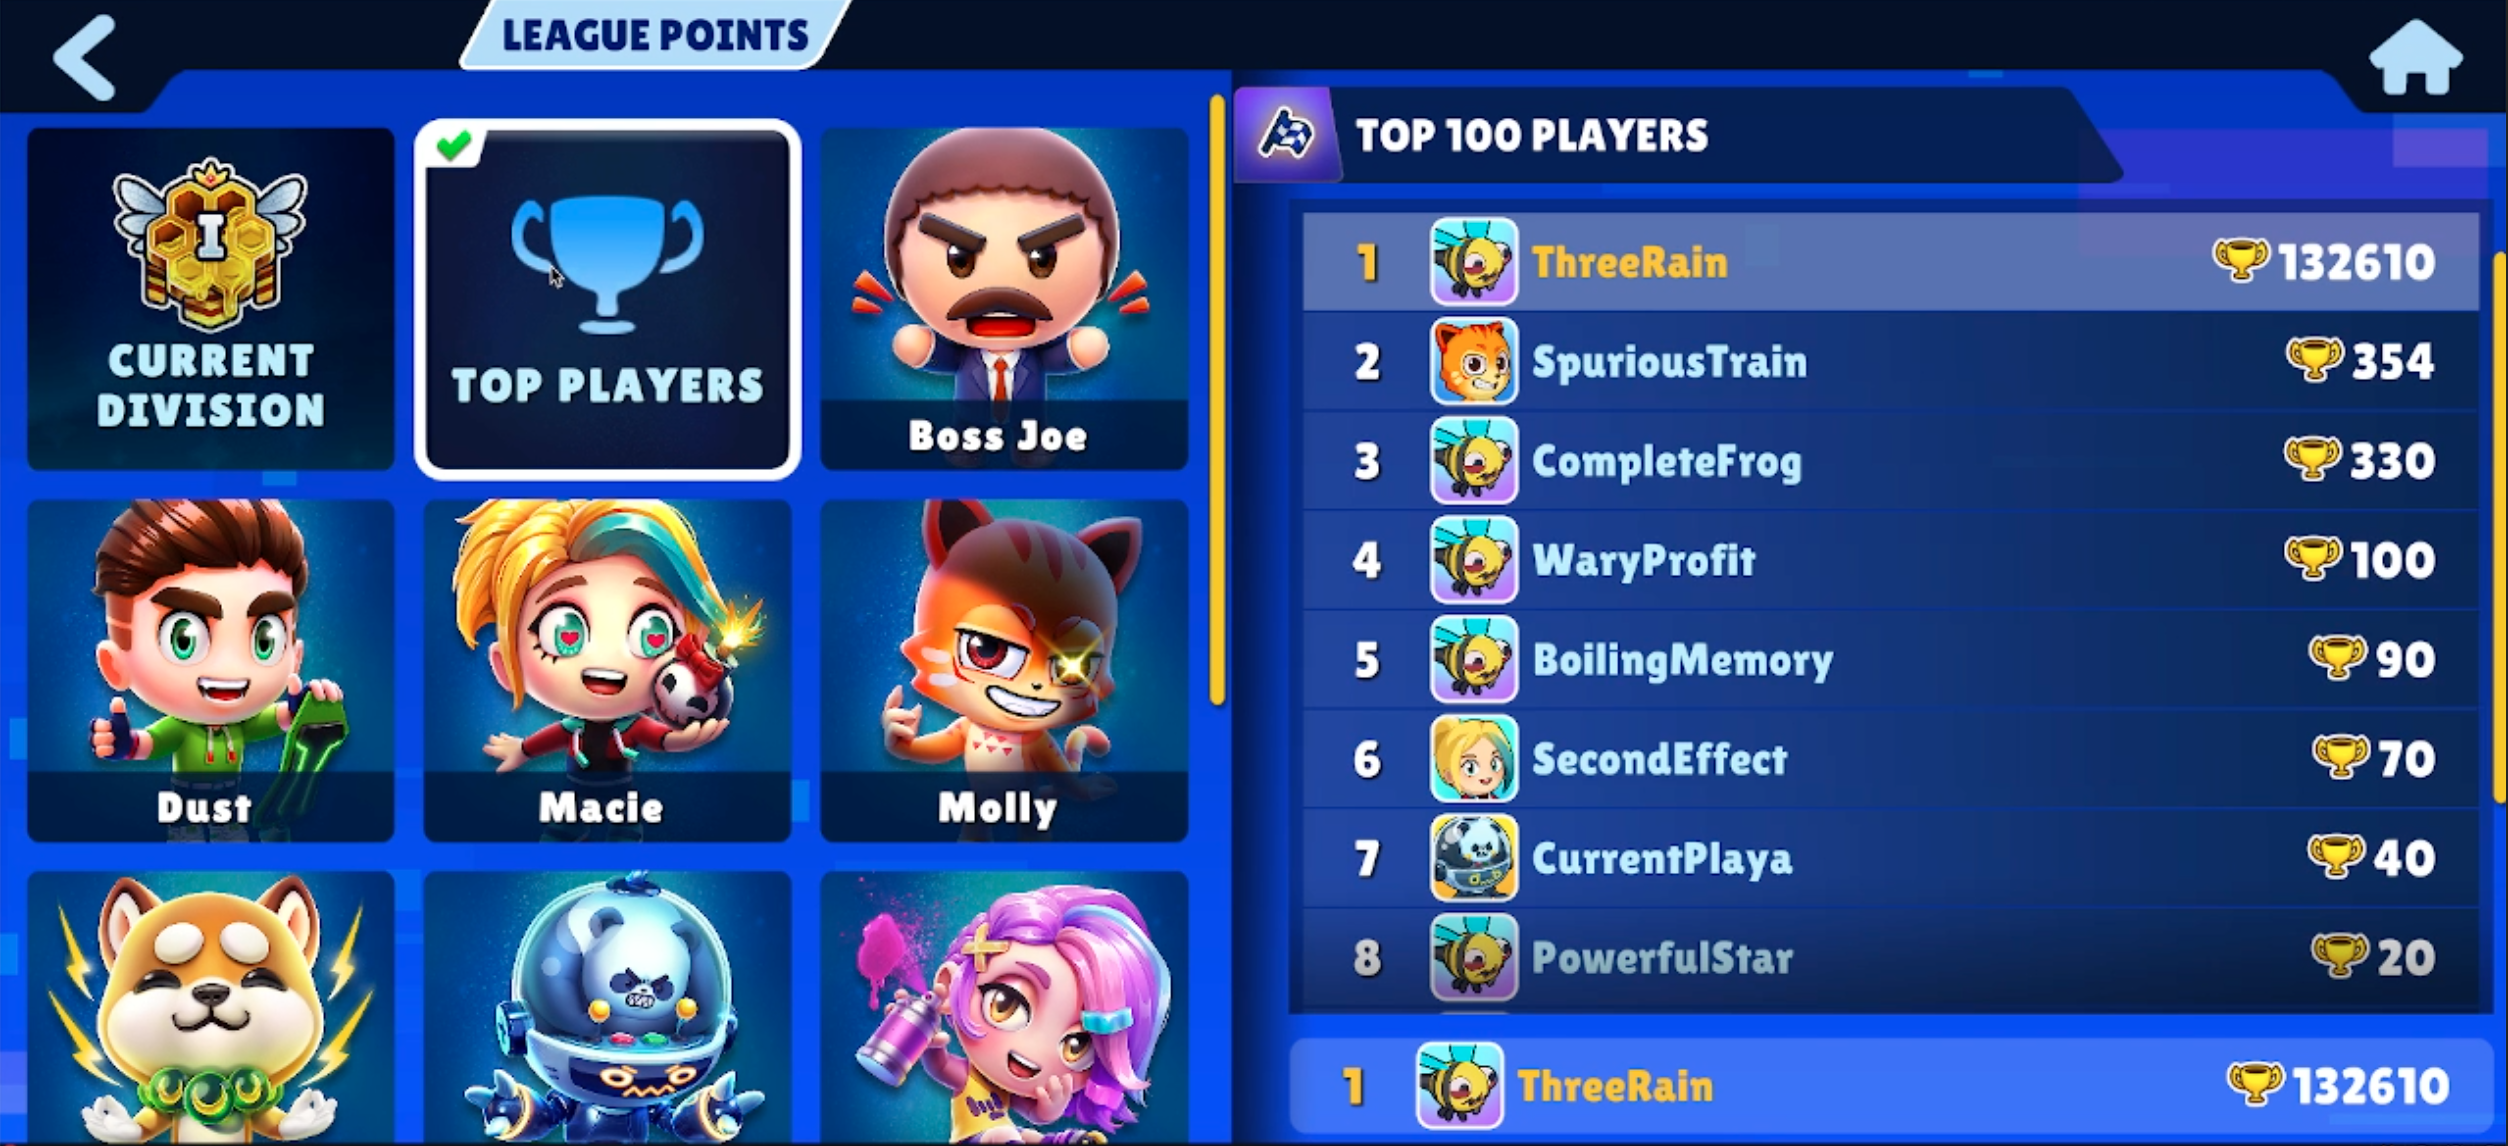 LEAGUE POINTS
I
CURRENT
DIVISION
TOP PLAYERS
Boss Joe
Dust
Macie
Molly
TOP 100 PLAYERS
1 ThreeRain 132610
2 SpuriousTrain 354
3 CompleteFrog 330
4 WaryProfit 100
5 BoilingMemory 90
6 SecondEffect 70
7 CurrentPlaya 40
8 PowerfulStar 20
1 ThreeRain 132610